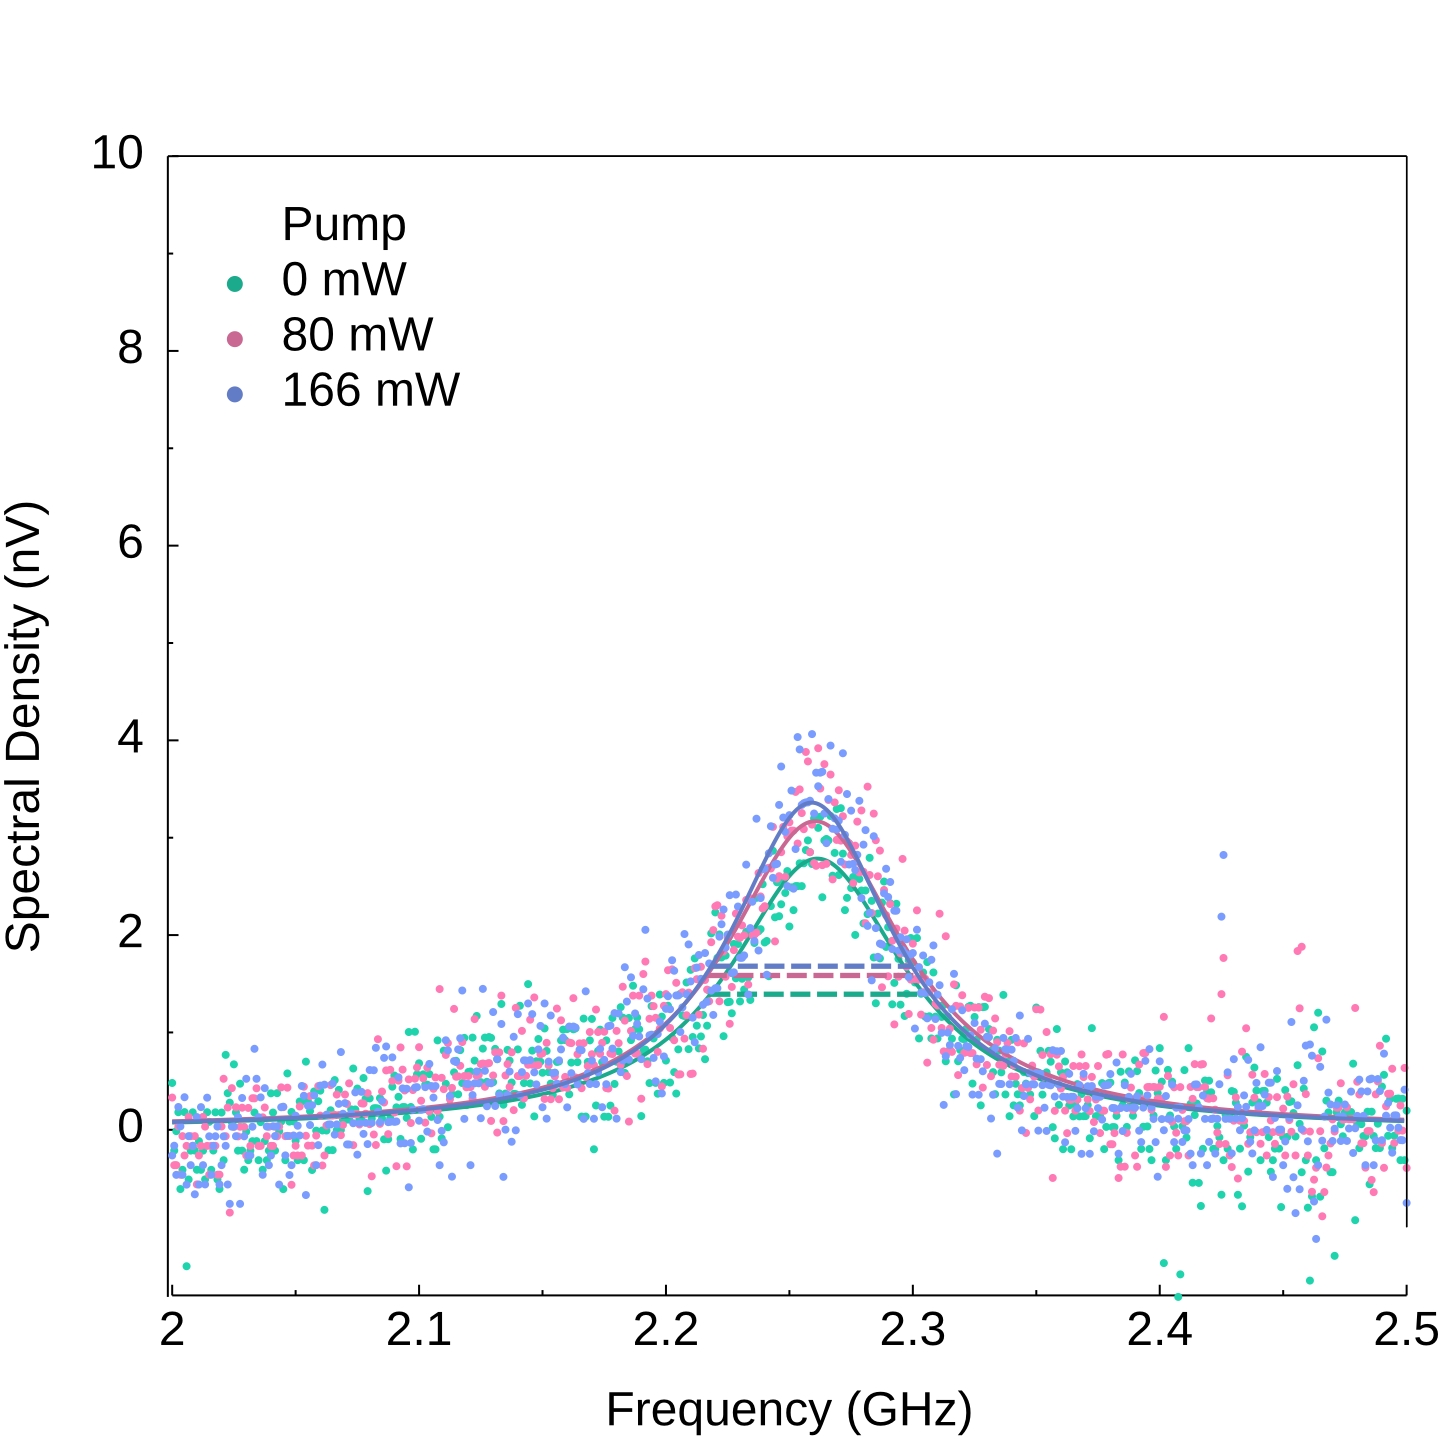 10
8
6
4
2
0
Spectral Density (nV)
Pump
0 mW
80 mW
166 mW
2 2.1 2.2 2.3 2.4 2.5
Frequency (GHz)